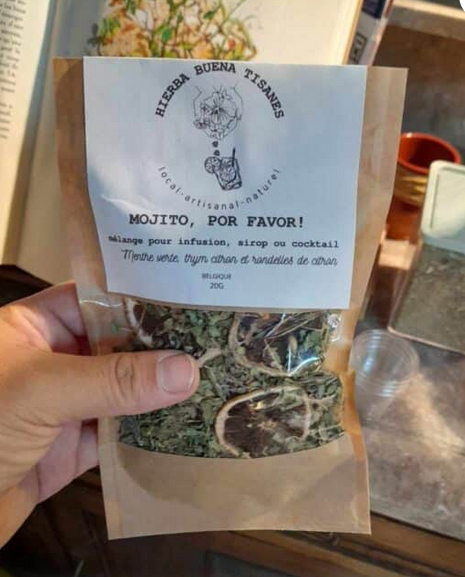 HIERBA BUENA TISANES
local-artisanal-naturel
MOJITO, POR FAVOR!
mélange pour infusion, sirop ou cocktail
Menthe verte, thym citron et rondelles de citron
BELGIQUE
20G